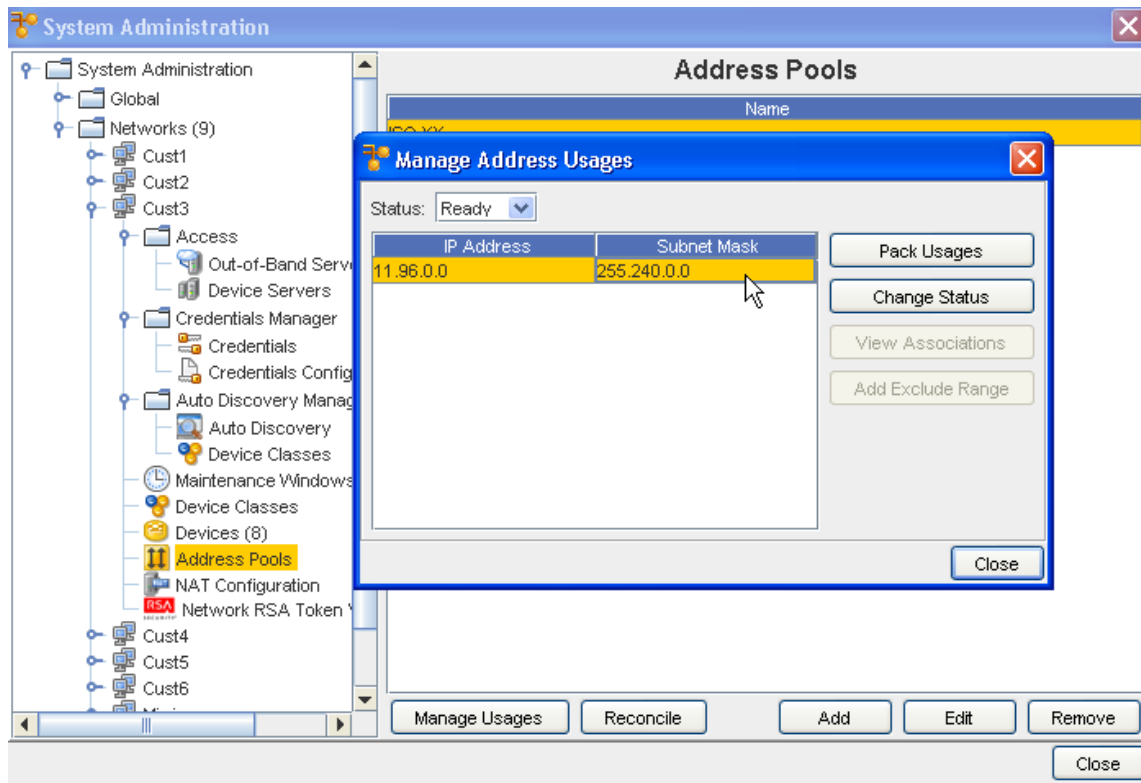 System Administration
System Administration
Global
Networks (9)
Cust1
Cust2
Cust3
Access
Out-of-Band Serv
Device Servers
Credentials Manager
Credentials
Credentials Config
Auto Discovery Manag
Auto Discovery
Device Classes
Maintenance Windows
Device Classes
Devices (8)
Address Pools
NAT Configuration
RSA SECURITY Network RSA Token
Cust4
Cust5
Cust6
Address Pools
Name
Manage Address Usages
Status: Ready
IP Address Subnet Mask
11.96.0.0 255.240.0.0
Pack Usages
Change Status
View Associations
Add Exclude Range
Close
Manage Usages Reconcile Add Edit Remove
Close